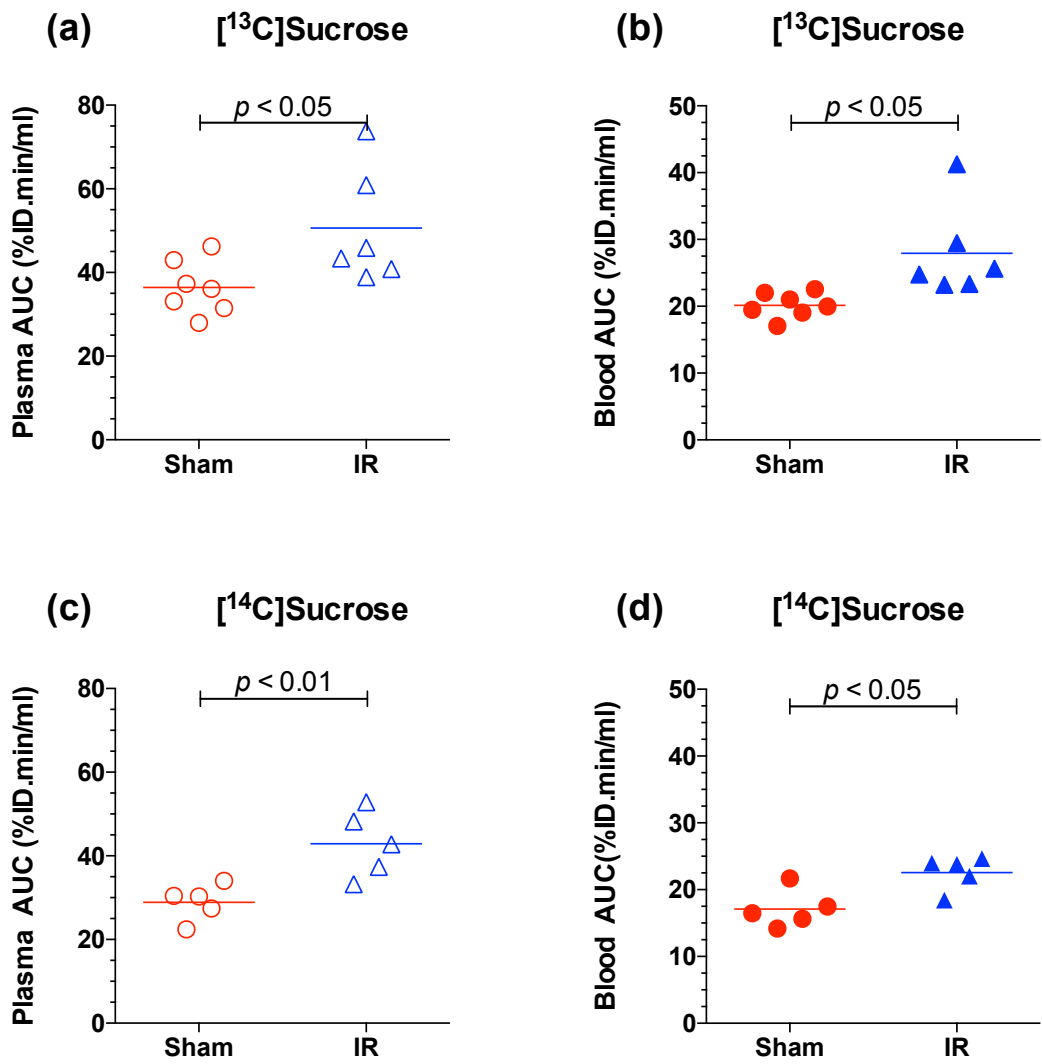 (a)
[¹³C]Sucrose
Plasma AUC (%ID.min/ml)
80
60
40
20
0
p < 0.05
Sham
IR
(b)
[¹³C]Sucrose
Blood AUC (%ID.min/ml)
50
40
30
20
10
0
p < 0.05
Sham
IR
(c)
[¹⁴C]Sucrose
Plasma AUC (%ID.min/ml)
80
60
40
20
0
p < 0.01
Sham
IR
(d)
[¹⁴C]Sucrose
Blood AUC(%ID.min/ml)
50
40
30
20
10
0
p < 0.05
Sham
IR